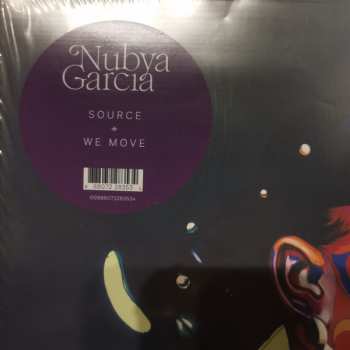 Nubya
Garcia
SOURCE
+
WE MOVE